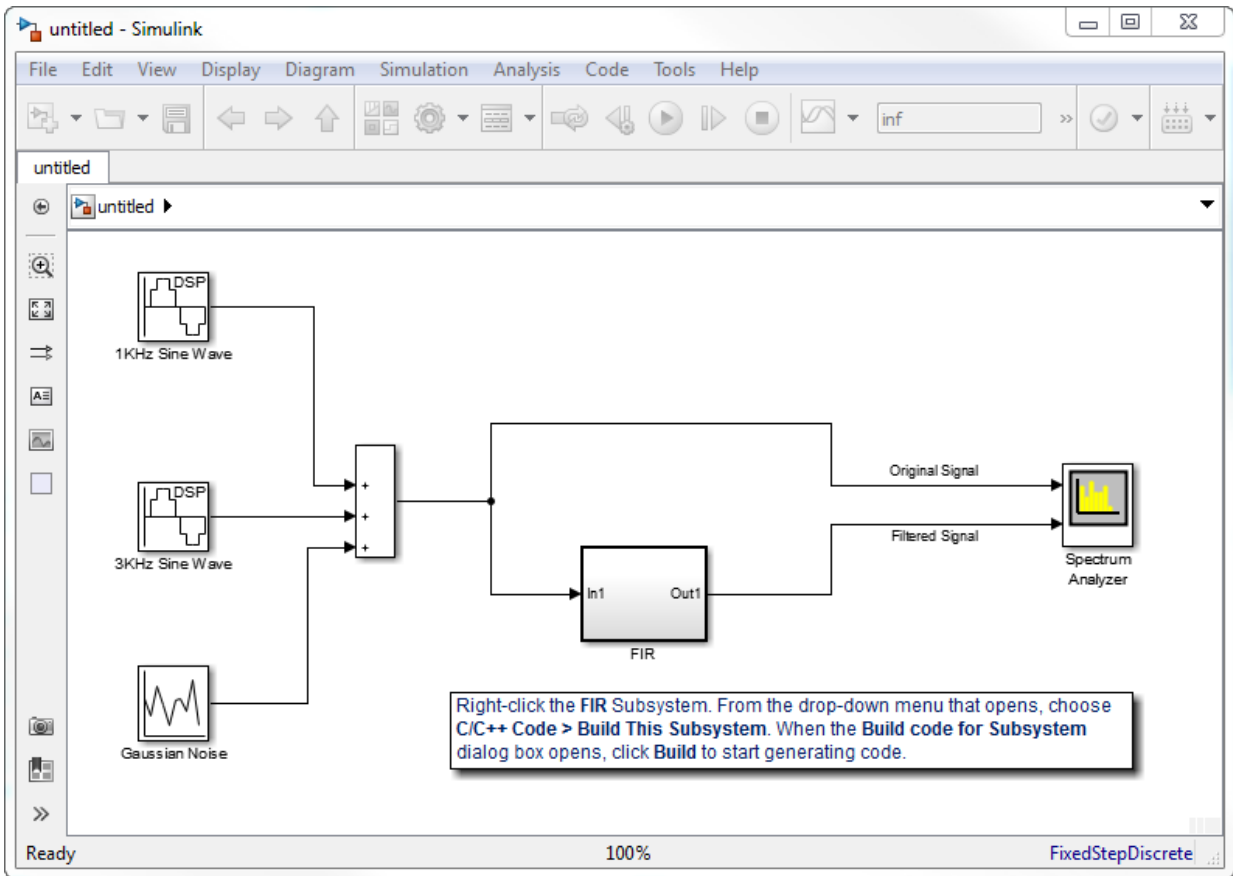 untitled - Simulink
File Edit View Display Diagram Simulation Analysis Code Tools Help
inf
untitled
untitled
DSP
1KHz Sine Wave
DSP
3KHz Sine Wave
Gaussian Noise
+
+
+
Original Signal
Filtered Signal
In1 Out1
FIR
Spectrum
Analyzer
Right-click the FIR Subsystem. From the drop-down menu that opens, choose
C/C++ Code > Build This Subsystem. When the Build code for Subsystem
dialog box opens, click Build to start generating code.
Ready 100% FixedStepDiscrete